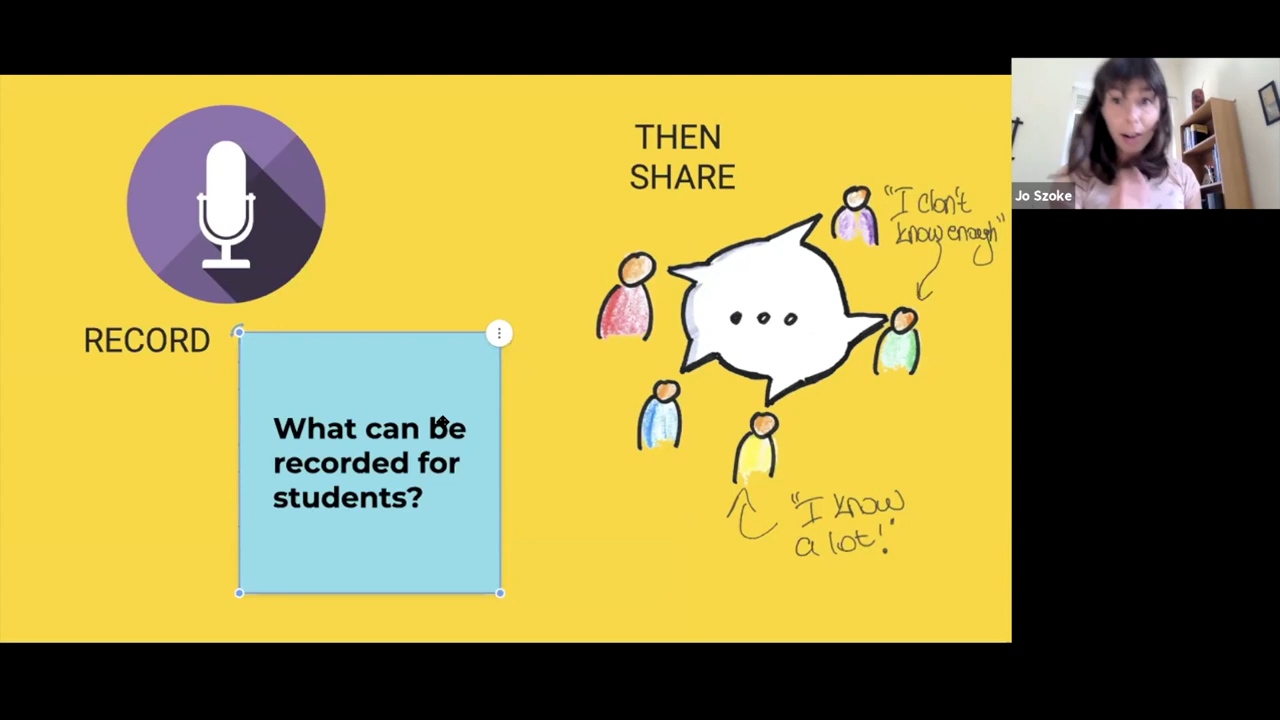 RECORD
What can be
recorded for
students?
THEN
SHARE
"I don't
know enough"
"I know
a lot!"
Jo Szoke